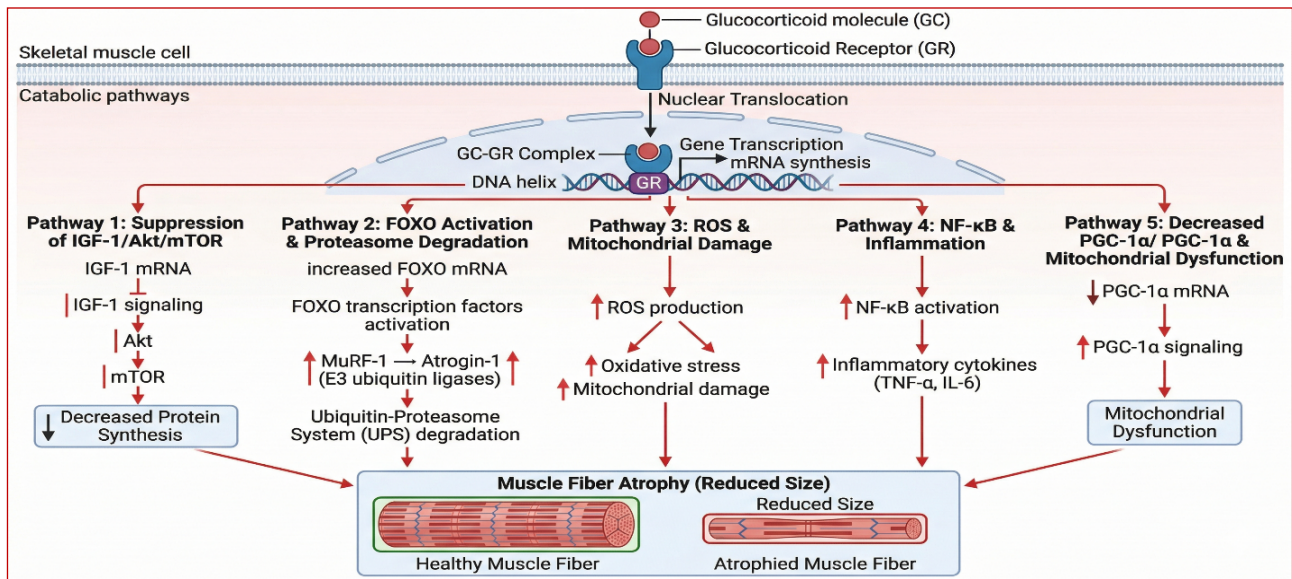 Glucocorticoid molecule (GC)
Skeletal muscle cell
Glucocorticoid Receptor (GR)
Catabolic pathways
Nuclear Translocation
GC-GR Complex
Gene Transcription
mRNA synthesis
DNA helix
GR
Pathway 1: Suppression
of IGF-1/Akt/mTOR
IGF-1 mRNA
IGF-1 signaling
Akt
mTOR
Decreased Protein
Synthesis
Pathway 2: FOXO Activation
& Proteasome Degradation
increased FOXO mRNA
FOXO transcription factors
activation
MuRF-1 → Atrogin-1
(E3 ubiquitin ligases)
Ubiquitin-Proteasome
System (UPS) degradation
Pathway 3: ROS &
Mitochondrial Damage
ROS production
Oxidative stress
Mitochondrial damage
Pathway 4: NF-κB &
Inflammation
NF-κB activation
Inflammatory cytokines
(TNF-α, IL-6)
Pathway 5: Decreased
PGC-1α/ PGC-1α &
Mitochondrial Dysfunction
PGC-1α mRNA
PGC-1α signaling
Mitochondrial
Dysfunction
Muscle Fiber Atrophy (Reduced Size)
Reduced Size
Healthy Muscle Fiber
Atrophied Muscle Fiber